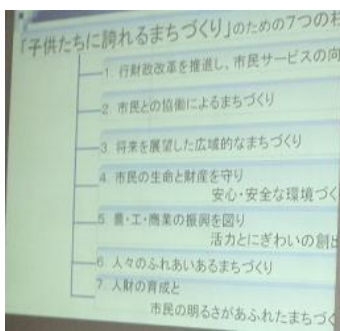 「子供たちに誇れるまちづくり」のための7つの
1. 行財政改革を推進し、市民サービスの向
2. 市民との協働によるまちづくり
3. 将来を展望した広域的なまちづくり
4. 市民の生命と財産を守り
安心・安全な環境づく
5. 農・工・商業の振興を図り
活力とにぎわいの創出
6. 人々のふれあいあるまちづくり
7. 人財の育成と
市民の明るさがあふれたまちづく